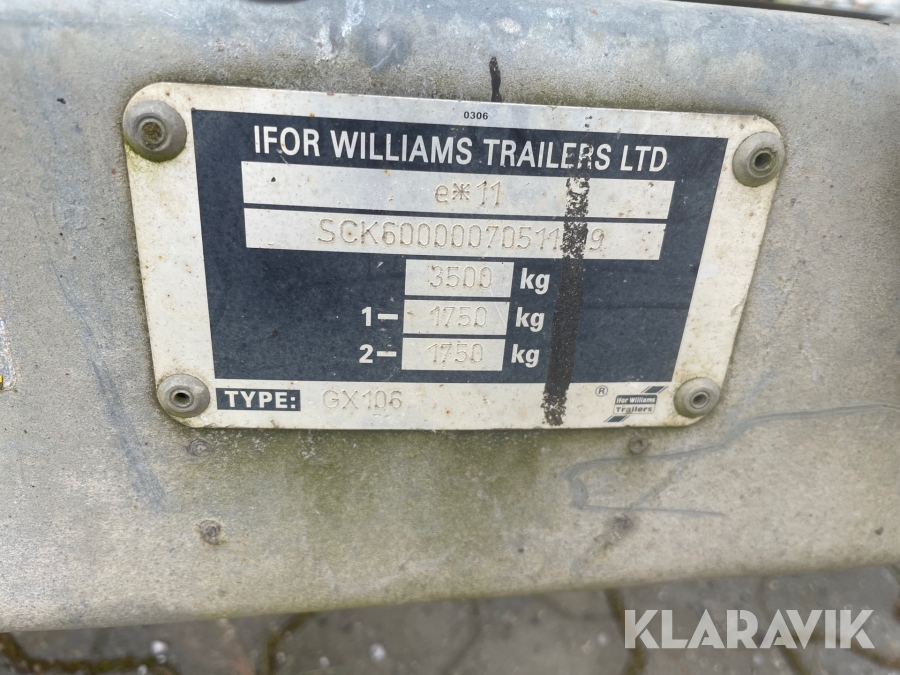 0306
IFOR WILLIAMS TRAILERS LTD
e*11
3500 kg
1- 1750 kg
2- 1750 kg
TYPE: GX106
®
Ifor Williams
Trailers
KLARAVIK